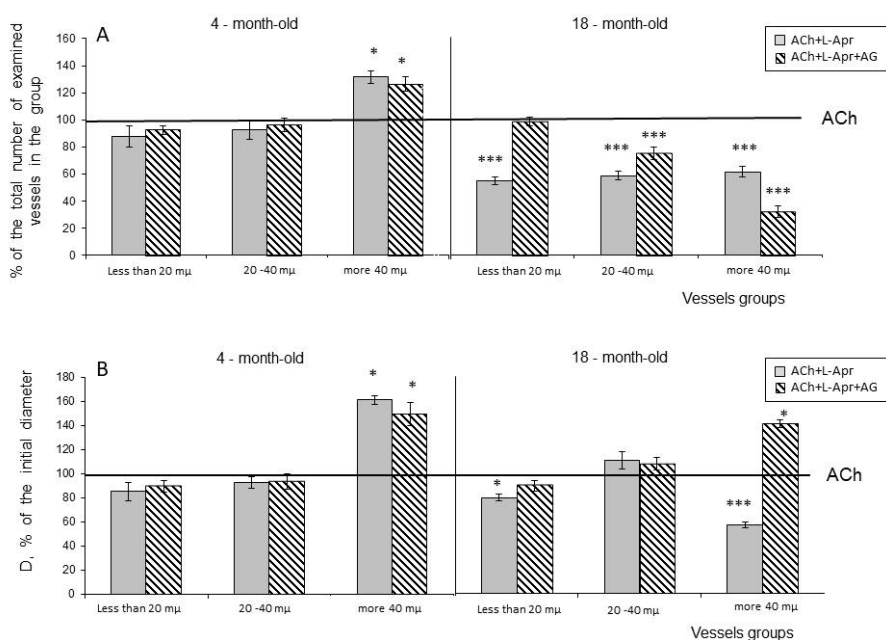 A
4 - month-old
18 - month-old
ACh+L-Apr
ACh+L-Apr+AG
% of the total number of examined
vessels in the group
160
140
120
100
80
60
40
20
0
* *
*** *** *** *** ***
ACh
Less than 20 mµ
20 -40 mµ
more 40 mµ
Less than 20 mµ
20 -40 mµ
more 40 mµ
Vessels groups
B
4 - month-old
18 - month-old
ACh+L-Apr
ACh+L-Apr+AG
D, % of the initial diameter
180
160
140
120
100
80
60
40
20
0
* *
* *** *
ACh
Less than 20 mµ
20 -40 mµ
more 40 mµ
Less than 20 mµ
20 -40 mµ
more 40 mµ
Vessels groups